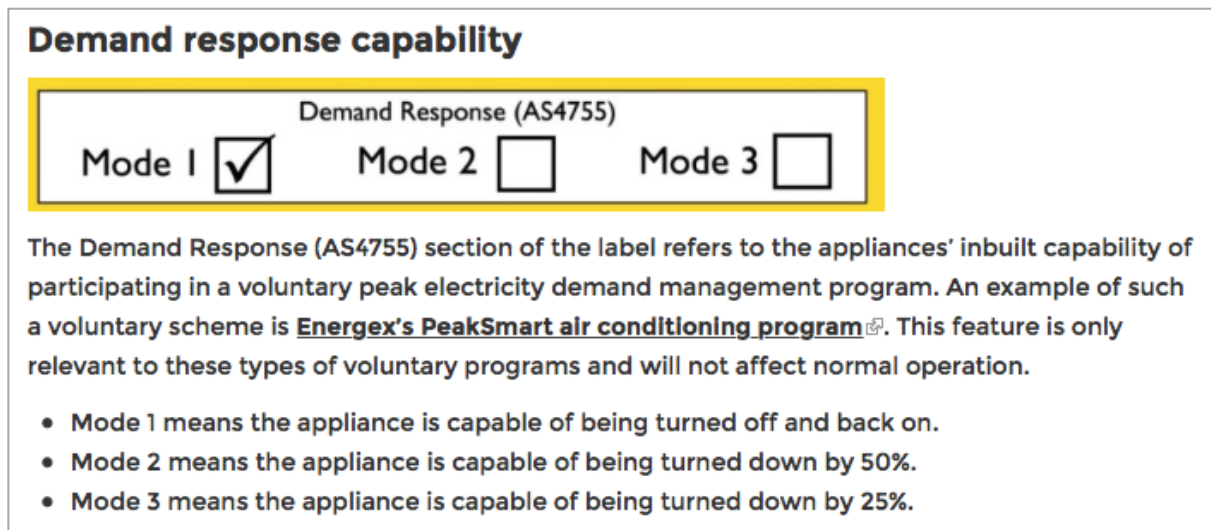 Demand response capability
Demand Response (AS4755)
Mode 1 Mode 2 Mode 3
The Demand Response (AS4755) section of the label refers to the appliances’ inbuilt capability of
participating in a voluntary peak electricity demand management program. An example of such
a voluntary scheme is Energex’s PeakSmart air conditioning program. This feature is only
relevant to these types of voluntary programs and will not affect normal operation.
• Mode 1 means the appliance is capable of being turned off and back on.
• Mode 2 means the appliance is capable of being turned down by 50%.
• Mode 3 means the appliance is capable of being turned down by 25%.